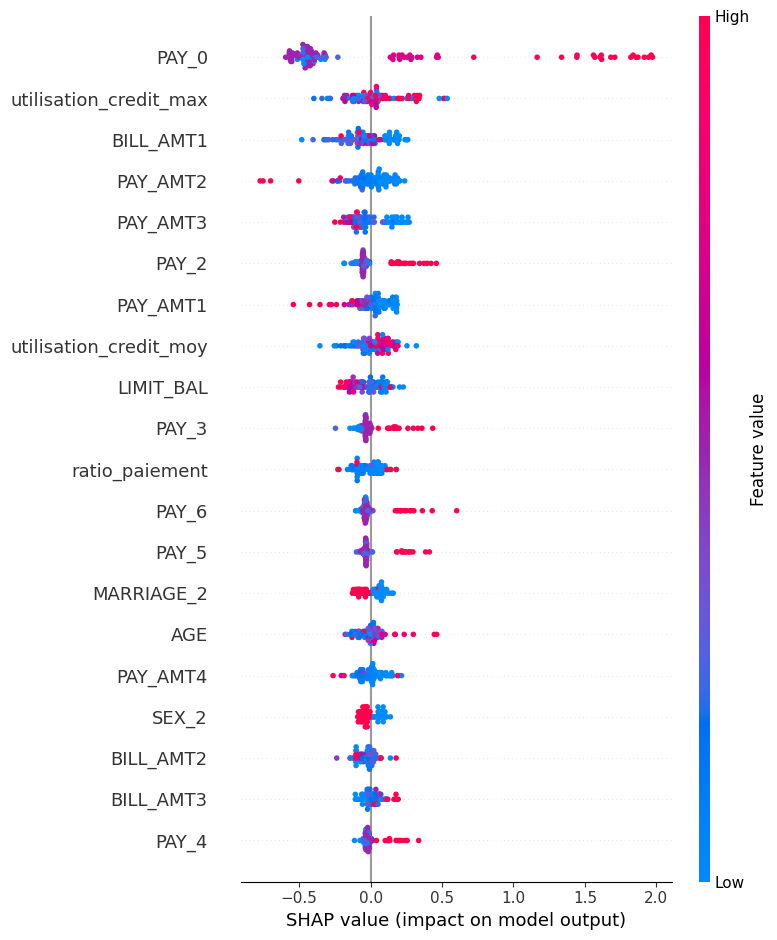 High
PAY_0
utilisation_credit_max
BILL_AMT1
PAY_AMT2
PAY_AMT3
PAY_2
PAY_AMT1
utilisation_credit_moy
LIMIT_BAL
PAY_3
ratio_paiement
PAY_6
PAY_5
MARRIAGE_2
AGE
PAY_AMT4
SEX_2
BILL_AMT2
BILL_AMT3
PAY_4
Feature value
Low
−0.5 0.0 0.5 1.0 1.5 2.0
SHAP value (impact on model output)